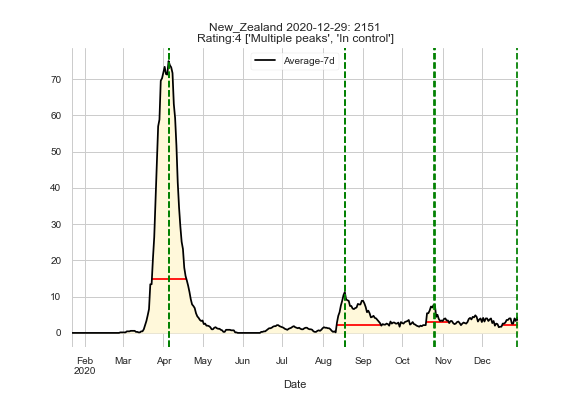 New_Zealand 2020-12-29: 2151
Rating:4 ['Multiple peaks', 'In control']
Average-7d
70
60
50
40
30
20
10
0
Feb Mar Apr May Jun Jul Aug Sep Oct Nov Dec
2020
Date